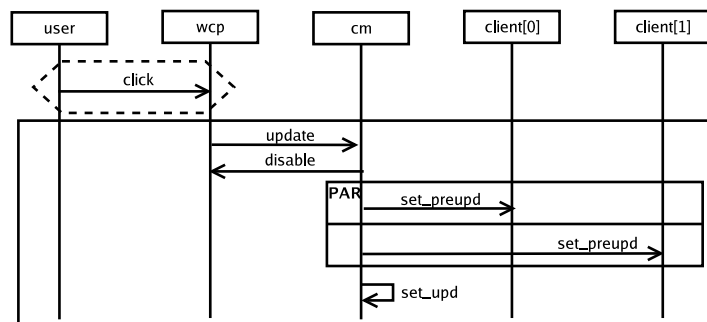 user wcp cm client[0] client[1]
click
update
disable
PAR
set_preupd
set_preupd
set_upd